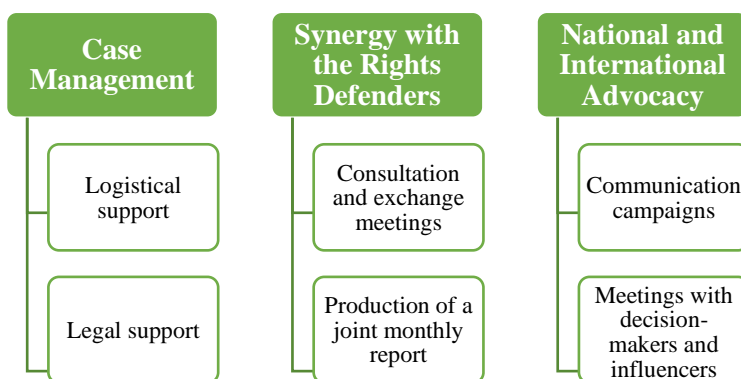 Case
Management
Logistical
support
Legal support
Synergy with
the Rights
Defenders
Consultation
and exchange
meetings
Production of a
joint monthly
report
National and
International
Advocacy
Communication
campaigns
Meetings with
decision-
makers and
influencers